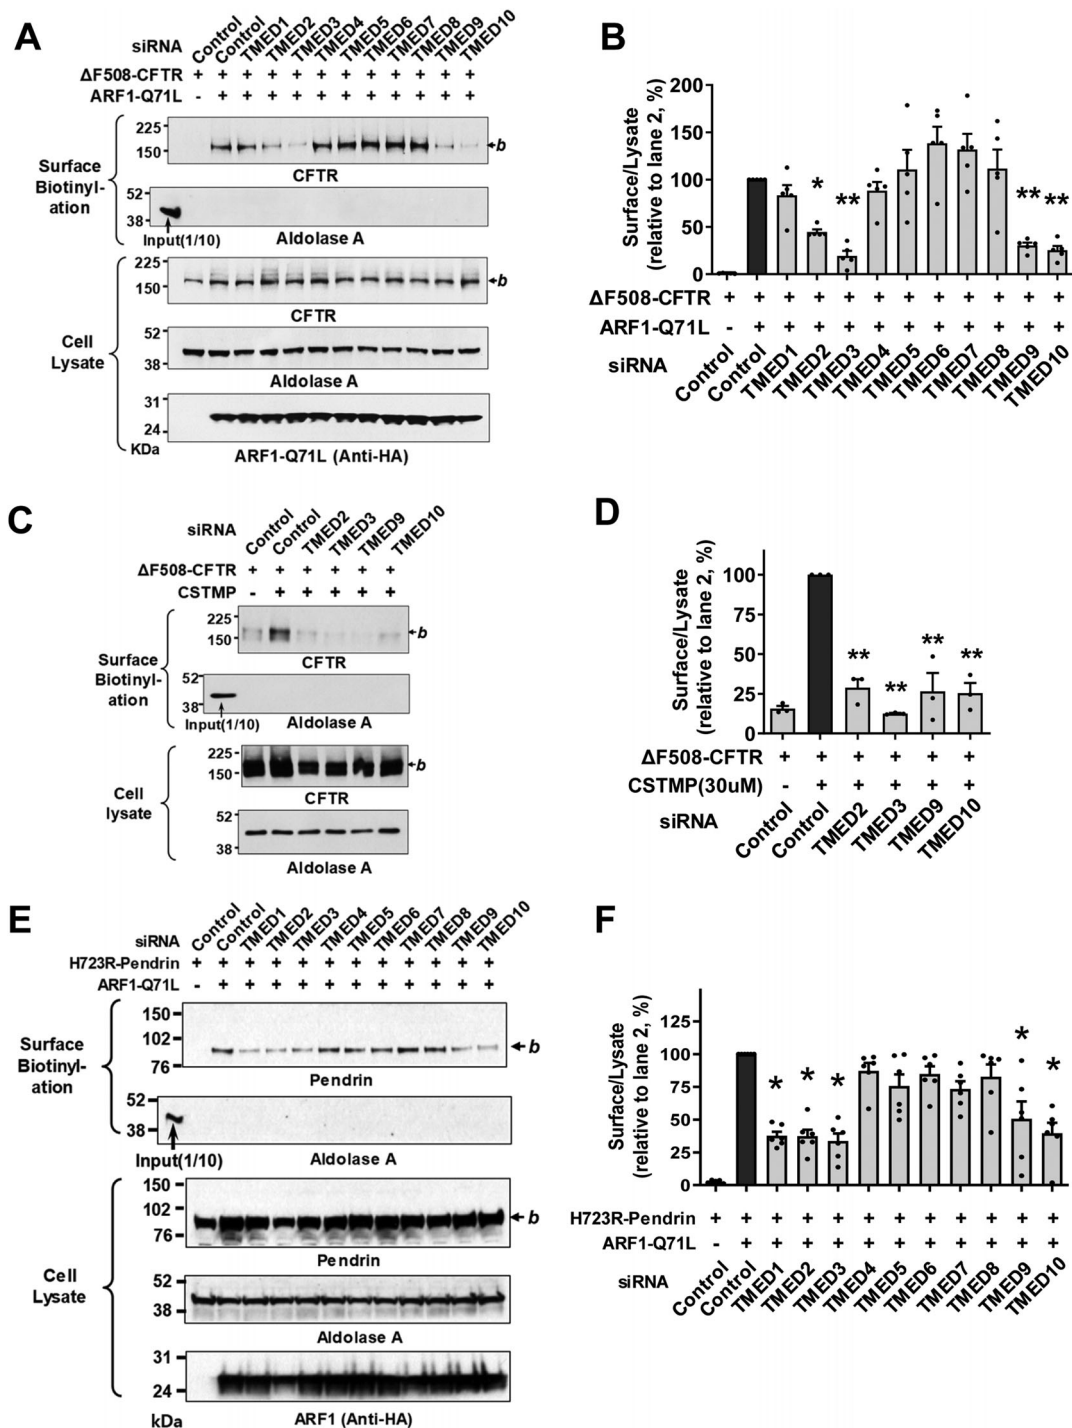 A
siRNA
Control Control TMED1 TMED2 TMED3 TMED4 TMED5 TMED6 TMED7 TMED8 TMED9 TMED10
ΔF508-CFTR + + + + + + + + + + + +
ARF1-Q71L - + + + + + + + + + + +
Surface
Biotinyl-
ation
225
150
b
CFTR
52
38
Input(1/10)
Aldolase A
Cell
Lysate
225
150
b
CFTR
52
38
Aldolase A
31
24
KDa
ARF1-Q71L (Anti-HA)
B
Surface/Lysate
(relative to lane 2, %)
200
150
100
50
0
* ** ** **
ΔF508-CFTR + + + + + + + + + + + +
ARF1-Q71L - + + + + + + + + + + +
siRNA
Control Control TMED1 TMED2 TMED3 TMED4 TMED5 TMED6 TMED7 TMED8 TMED9 TMED10
C
siRNA
Control Control TMED2 TMED3 TMED9 TMED10
ΔF508-CFTR + + + + + +
CSTMP - + + + + +
Surface
Biotinyl-
ation
225
150
b
CFTR
52
38
Input(1/10)
Aldolase A
Cell
lysate
225
150
b
CFTR
52
38
Aldolase A
D
Surface/Lysate
(relative to lane 2, %)
100
75
50
25
0
** ** ** **
ΔF508-CFTR + + + + + +
CSTMP(30uM) - + + + + +
siRNA
Control Control TMED2 TMED3 TMED9 TMED10
E
siRNA
Control Control TMED1 TMED2 TMED3 TMED4 TMED5 TMED6 TMED7 TMED8 TMED9 TMED10
H723R-Pendrin + + + + + + + + + + + +
ARF1-Q71L - + + + + + + + + + + +
Surface
Biotinyl-
ation
150
102
76
b
Pendrin
52
38
Input(1/10)
Aldolase A
Cell
Lysate
150
102
76
b
Pendrin
52
38
Aldolase A
31
24
kDa
ARF1 (Anti-HA)
F
Surface/Lysate
(relative to lane 2, %)
125
100
75
50
25
0
* * * * *
H723R-Pendrin + + + + + + + + + + + +
ARF1-Q71L - + + + + + + + + + + +
siRNA
Control Control TMED1 TMED2 TMED3 TMED4 TMED5 TMED6 TMED7 TMED8 TMED9 TMED10